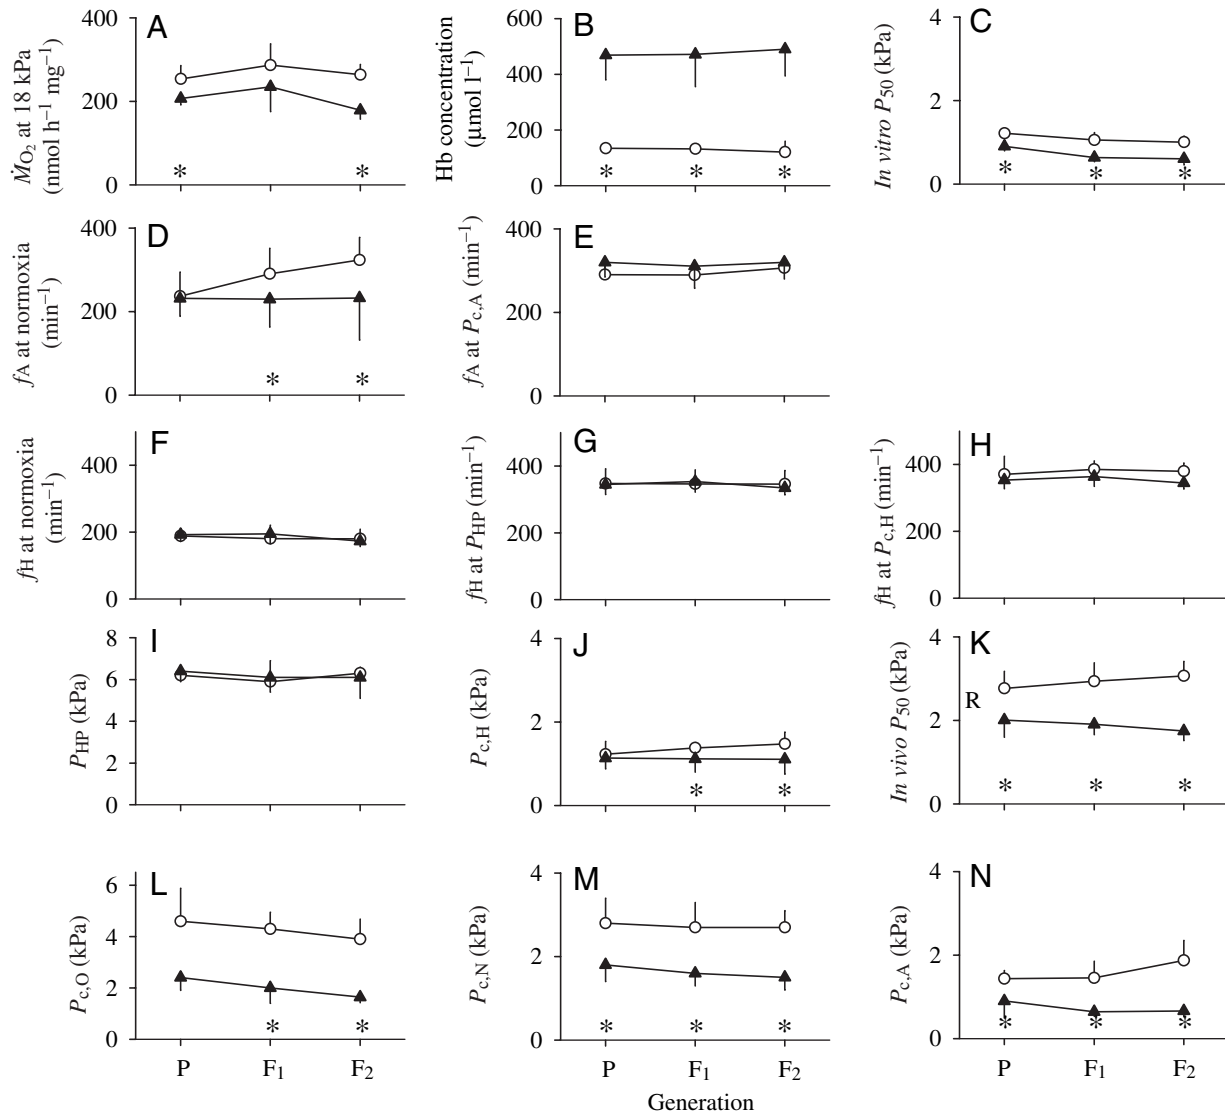 A
400
200
0
ṀO₂ at 18 kPa
(nmol h⁻¹ mg⁻¹)
*
*
B
600
400
200
0
Hb concentration
(μmol l⁻¹)
*
*
*
C
4
2
0
In vitro P₅₀ (kPa)
*
*
*
D
400
200
0
fA at normoxia
(min⁻¹)
*
*
E
400
200
0
fA at Pc,A (min⁻¹)
F
400
200
0
fH at normoxia
(min⁻¹)
G
400
200
0
fH at PHP (min⁻¹)
H
400
200
0
fH at Pc,H (min⁻¹)
I
8
6
4
2
0
PHP (kPa)
J
4
2
0
Pc,H (kPa)
*
*
K
4
R
2
0
In vivo P₅₀ (kPa)
*
*
*
L
6
4
2
0
Pc,O (kPa)
*
*
P
F₁
F₂
M
4
2
0
Pc,N (kPa)
*
*
*
P
F₁
F₂
N
4
2
0
Pc,A (kPa)
*
*
*
P
F₁
F₂
Generation